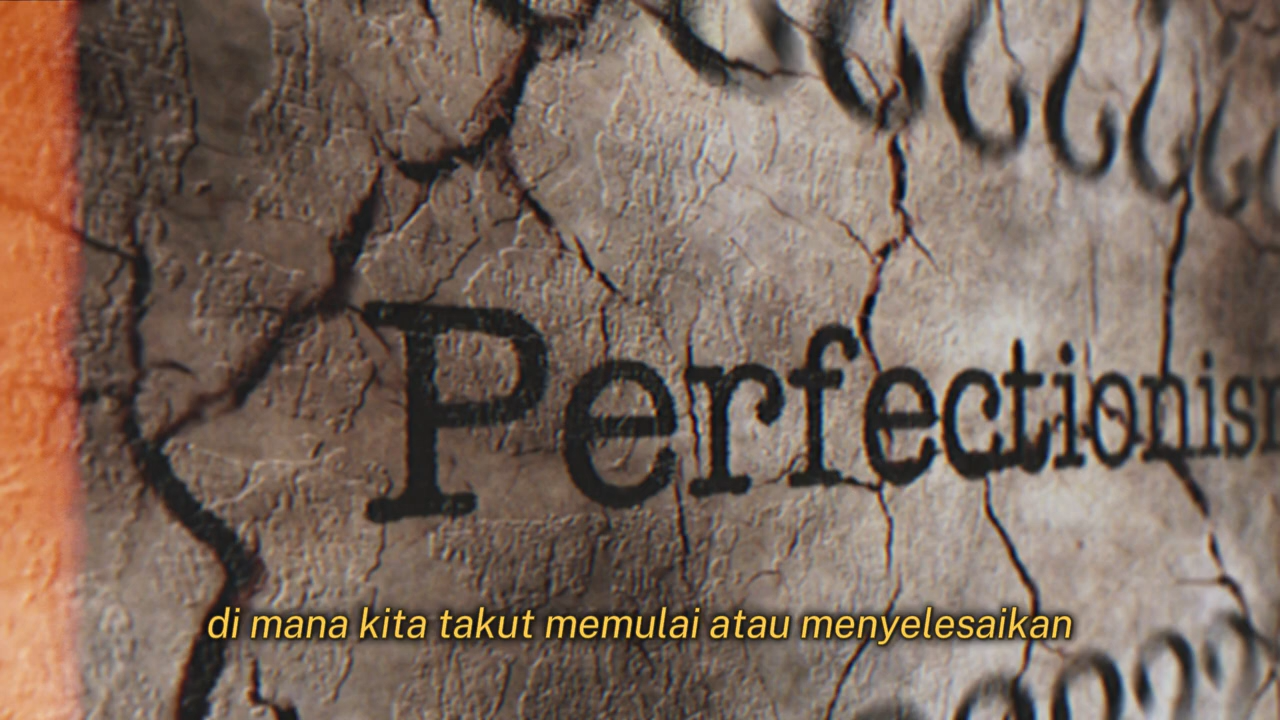 Perfectionism
di mana kita takut memulai atau menyelesaikan